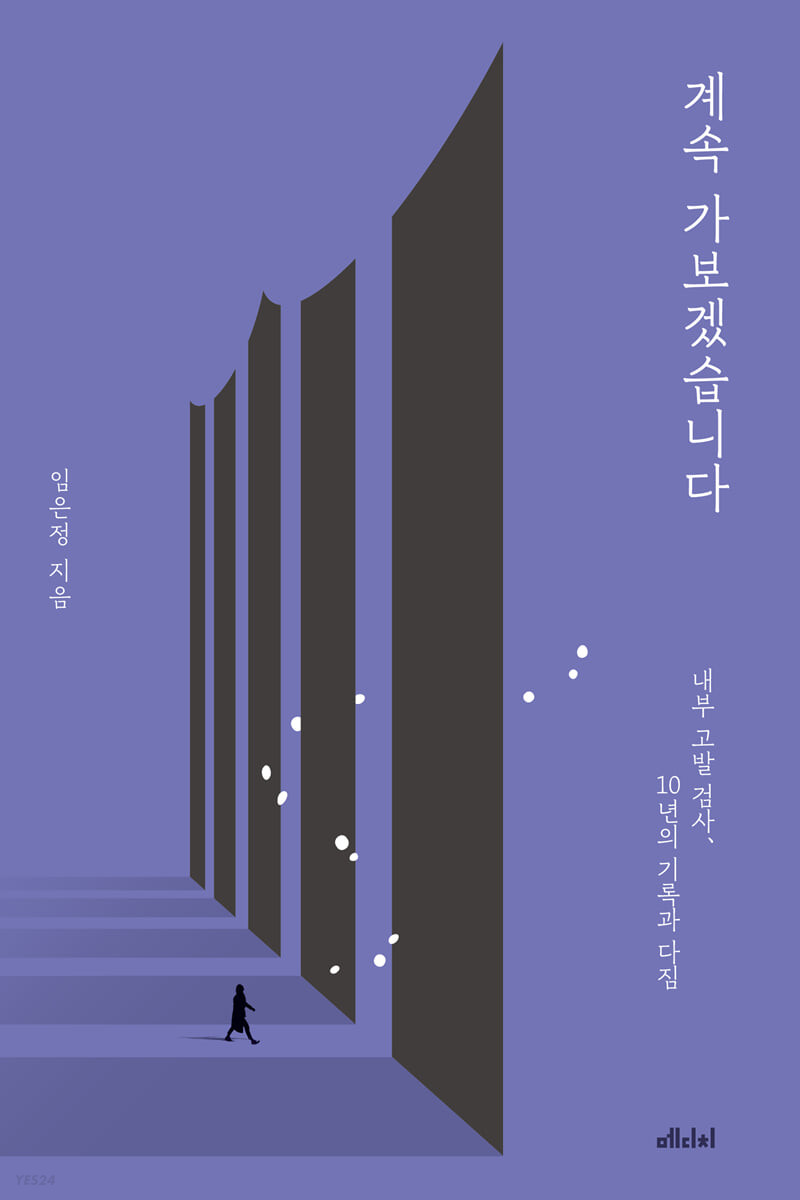 계속 가보겠습니다
임은정 지음
내부 고발 검사,
10년의 기록과 다짐
메디치
YES24